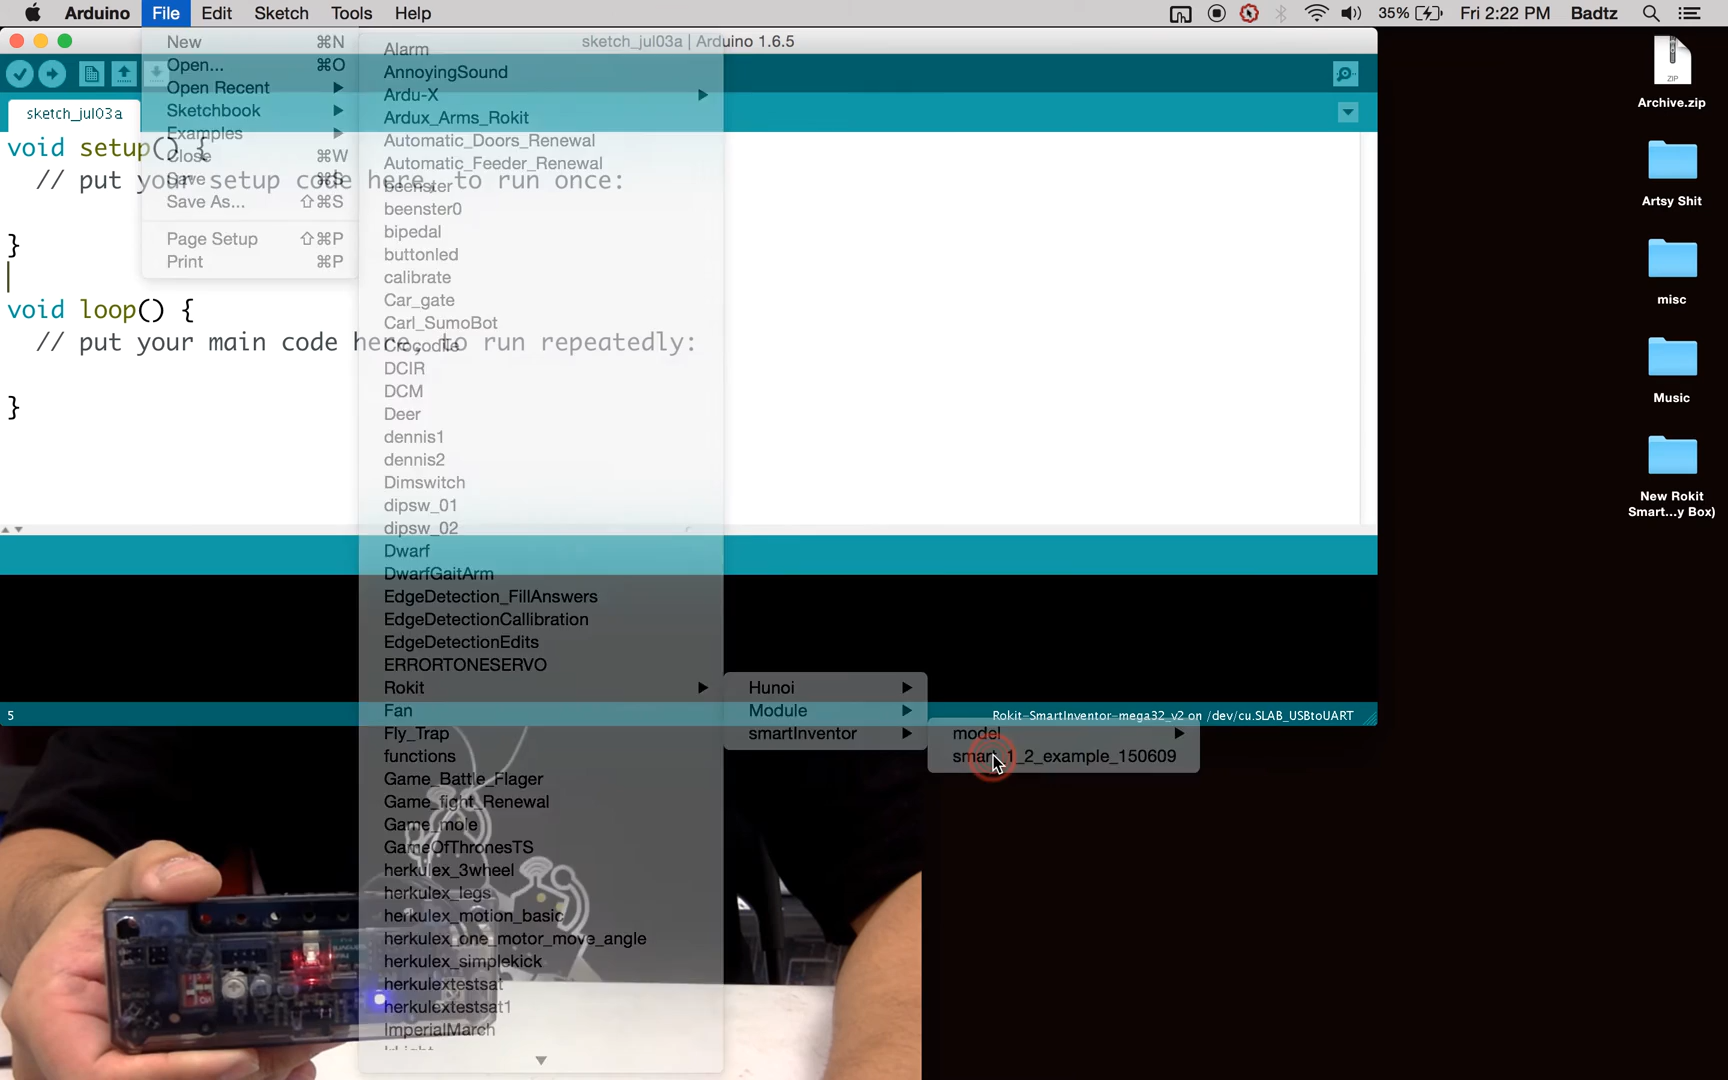 Arduino File Edit Sketch Tools Help
35% Fri 2:22 PM Badtz
sketch_jul03a | Arduino 1.6.5
sketch_jul03a
void setup() {
// put your setup code here, to run once:
}
void loop() {
// put your main code here, to run repeatedly:
}
New ⌘N
Open... ⌘O
Open Recent
Sketchbook
Examples
Close ⌘W
Save ⌘S
Save As... ⇧⌘S
Page Setup ⇧⌘P
Print ⌘P
Alarm
AnnoyingSound
Ardu-X
Ardux_Arms_Rokit
Automatic_Doors_Renewal
Automatic_Feeder_Renewal
beenster
beenster0
bipedal
buttonled
calibrate
Car_gate
Carl_SumoBot
Crocodile
DCIR
DCM
Deer
dennis1
dennis2
Dimswitch
dipsw_01
dipsw_02
Dwarf
DwarfGaitArm
EdgeDetection_FillAnswers
EdgeDetectionCallibration
EdgeDetectionEdits
ERRORTONESERVO
Rokit
Fan
Fly_Trap
functions
Game_Battle_Flager
Game_fight_Renewal
Game_mole
GameOfThronesTS
herkulex_3wheel
herkulex_legs
herkulex_motion_basic
herkulex_one_motor_move_angle
herkulex_simplekick
herkulextestsat
herkulextestsat1
ImperialMarch
Hunoi
Module
smartInventor
model
smart_1_2_example_150609
5
Rokit-SmartInventor-mega32_v2 on /dev/cu.SLAB_USBtoUART
ZIP
Archive.zip
Artsy Shit
misc
Music
New Rokit
Smart...y Box)